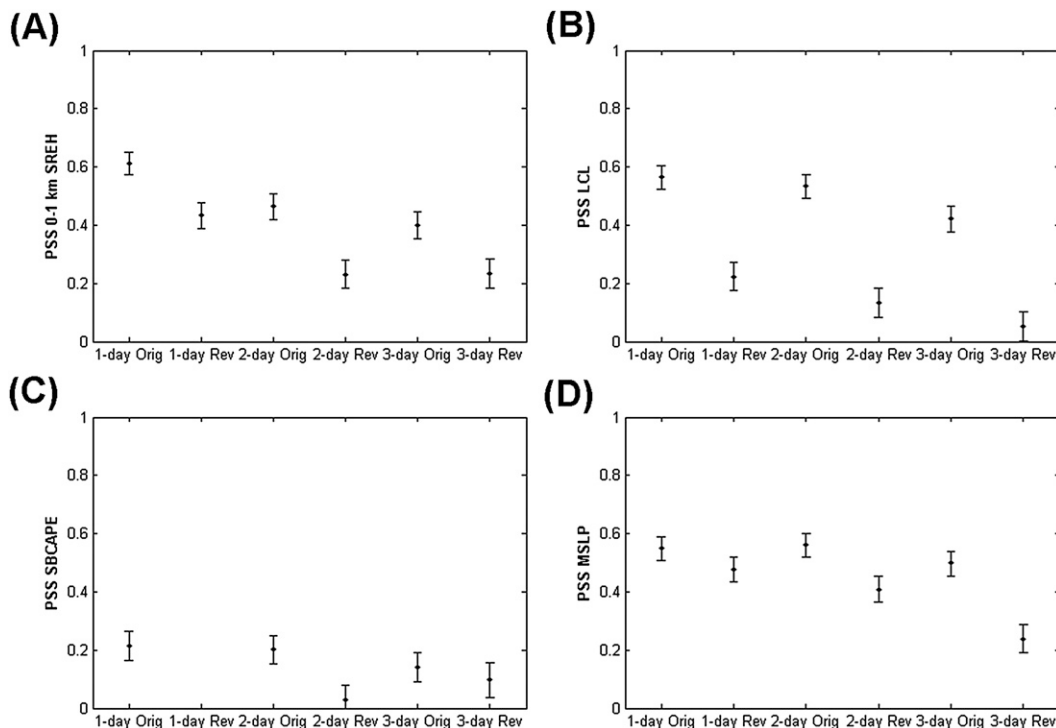 (A)
1
0.8
0.6
0.4
0.2
0
PSS 0-1 km SREH
1-day Orig 1-day Rev 2-day Orig 2-day Rev 3-day Orig 3-day Rev
(B)
1
0.8
0.6
0.4
0.2
0
PSS LCL
1-day Orig 1-day Rev 2-day Orig 2-day Rev 3-day Orig 3-day Rev
(C)
1
0.8
0.6
0.4
0.2
0
PSS SBCAPE
1-day Orig 1-day Rev 2-day Orig 2-day Rev 3-day Orig 3-day Rev
(D)
1
0.8
0.6
0.4
0.2
0
PSS MSLP
1-day Orig 1-day Rev 2-day Orig 2-day Rev 3-day Orig 3-day Rev